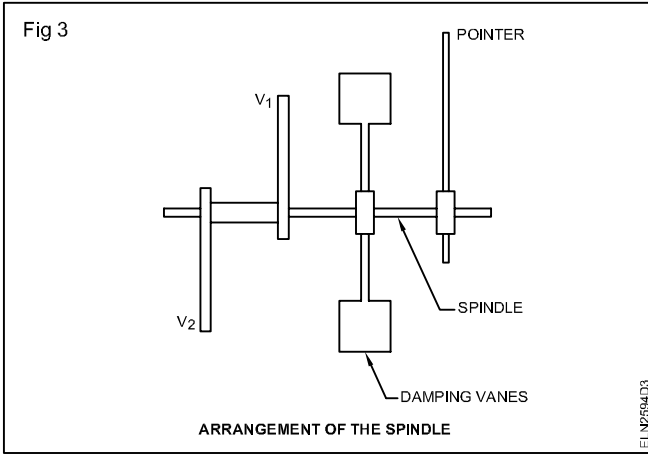 Fig 3
POINTER
V1
V2
SPINDLE
DAMPING VANES
ARRANGEMENT OF THE SPINDLE
ELN2594D3